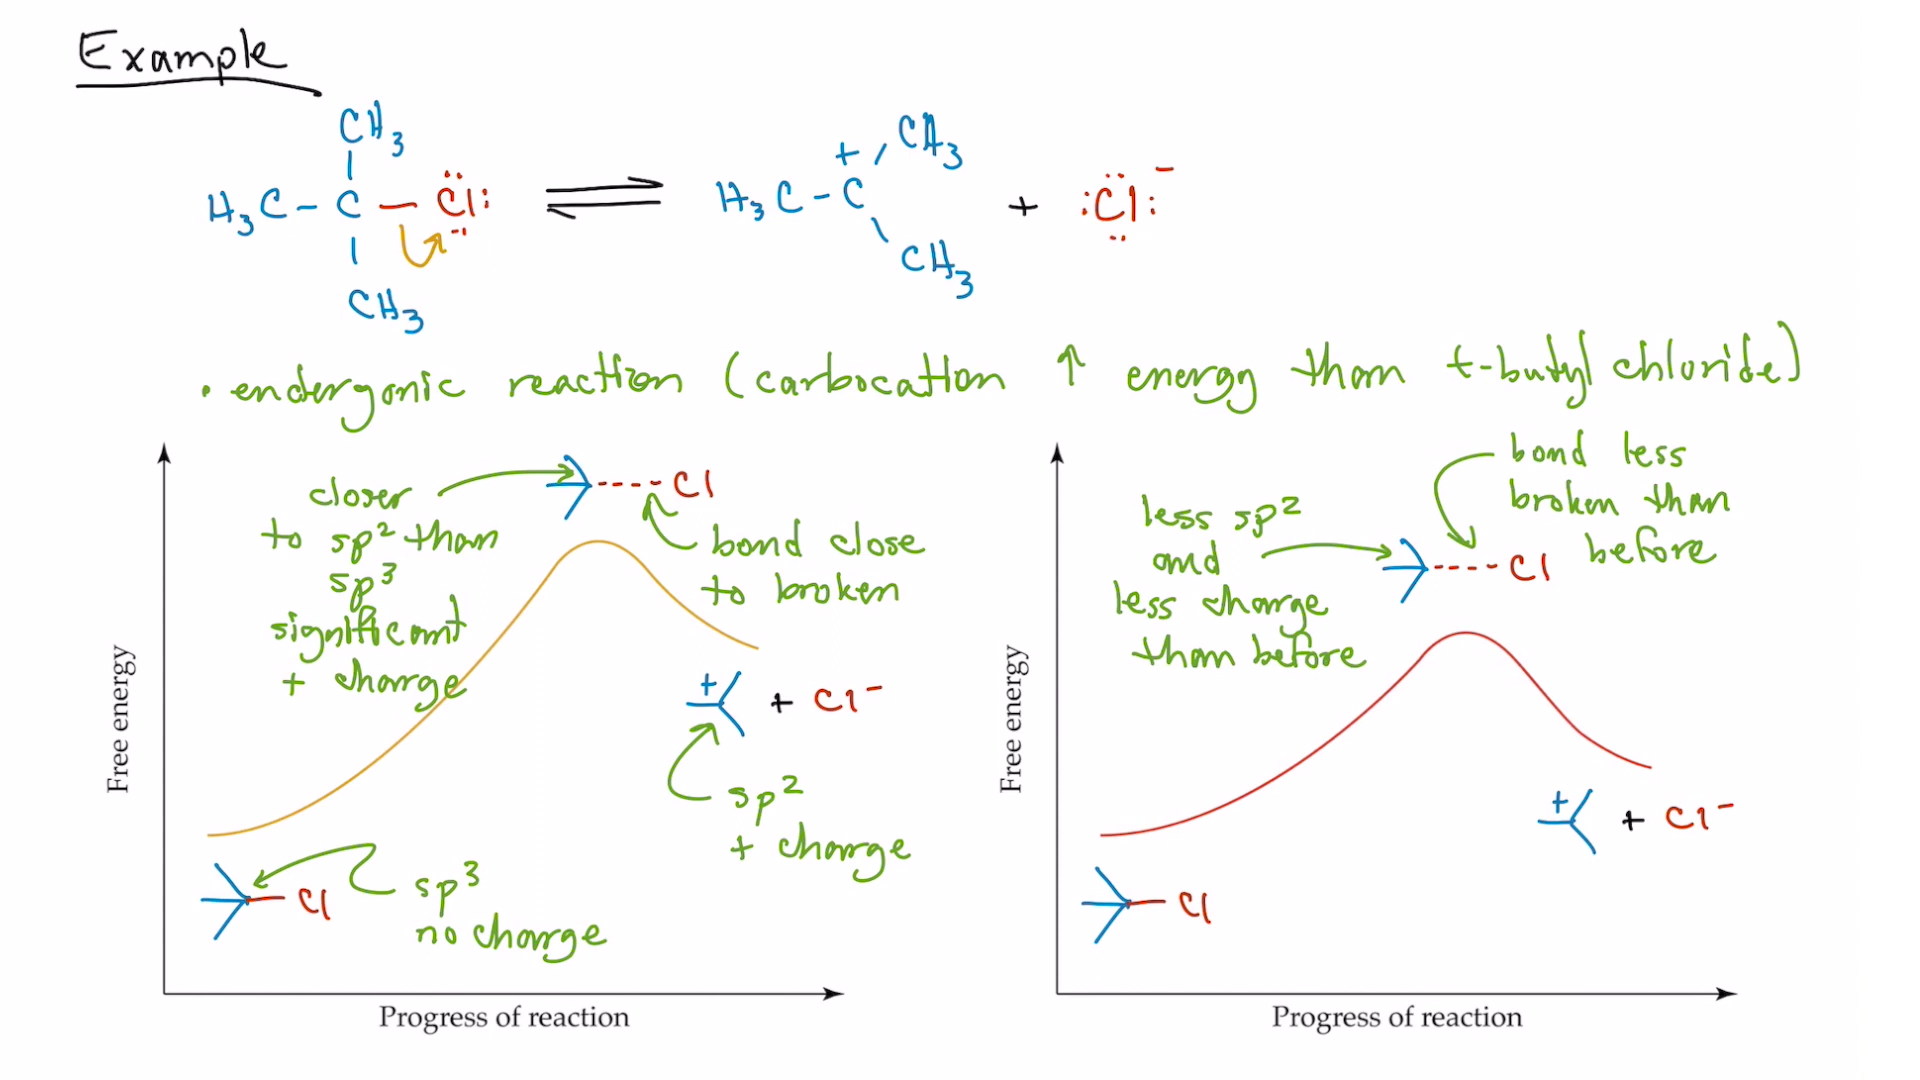 Example
CH3
H3C - C - Cl
CH3
+ CH3
H3C - C
CH3
+ Cl -
• endergonic reaction (carbocation ↑ energy than t-butyl chloride)
closer
to sp2 than
sp3
significant
+ charge
Cl
bond close
to broken
+ + Cl-
sp2
+ charge
Cl
sp3
no charge
Free energy
Progress of reaction
bond less
broken than
before
less sp2
and
less charge
than before
Cl
+ + Cl-
Cl
Free energy
Progress of reaction